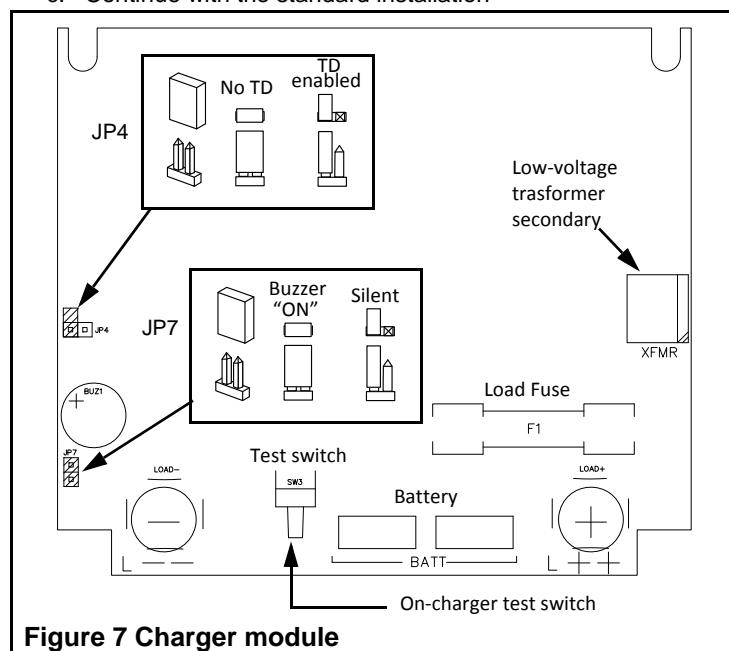 Continue with the standard installation
No TD
TD
enabled
JP4
Low-voltage
trasformer
secondary
Buzzer
“ON”
Silent
JP7
JP4
XFMR
BUZ1
Load Fuse
F1
JP7
Test switch
LOAD-
SW3
Battery
LOAD+
BATT
L
L
On-charger test switch
Figure 7 Charger module